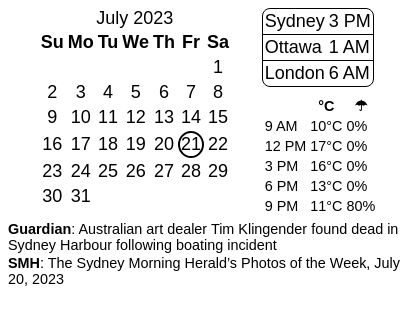 July 2023
Su Mo Tu We Th Fr Sa
1
2 3 4 5 6 7 8
9 10 11 12 13 14 15
16 17 18 19 20 21 22
23 24 25 26 27 28 29
30 31
Sydney 3 PM
Ottawa 1 AM
London 6 AM
°C ☂
9 AM 10°C 0%
12 PM 17°C 0%
3 PM 16°C 0%
6 PM 13°C 0%
9 PM 11°C 80%
Guardian: Australian art dealer Tim Klingender found dead in
Sydney Harbour following boating incident
SMH: The Sydney Morning Herald's Photos of the Week, July
20, 2023